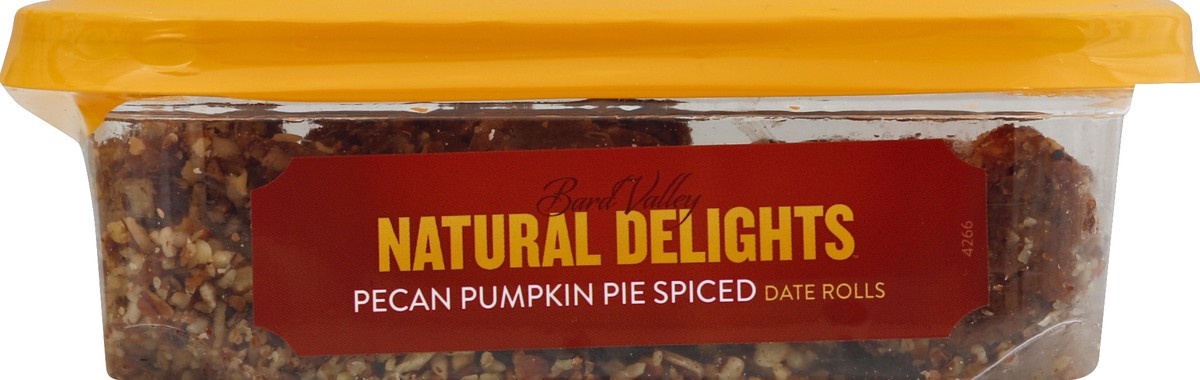 Bard Valley
NATURAL DELIGHTS
PECAN PUMPKIN PIE SPICED DATE ROLLS
4266